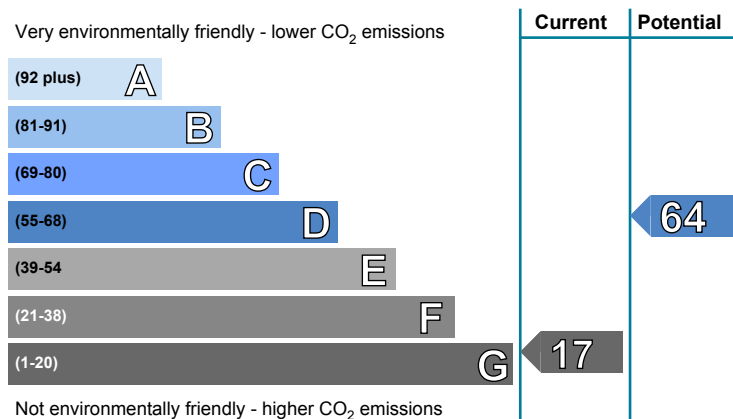 Current Potential
Very environmentally friendly - lower CO2 emissions
(92 plus) A
(81-91) B
(69-80) C
(55-68) D 64
(39-54 E
(21-38) F
(1-20) G 17
Not environmentally friendly - higher CO2 emissions